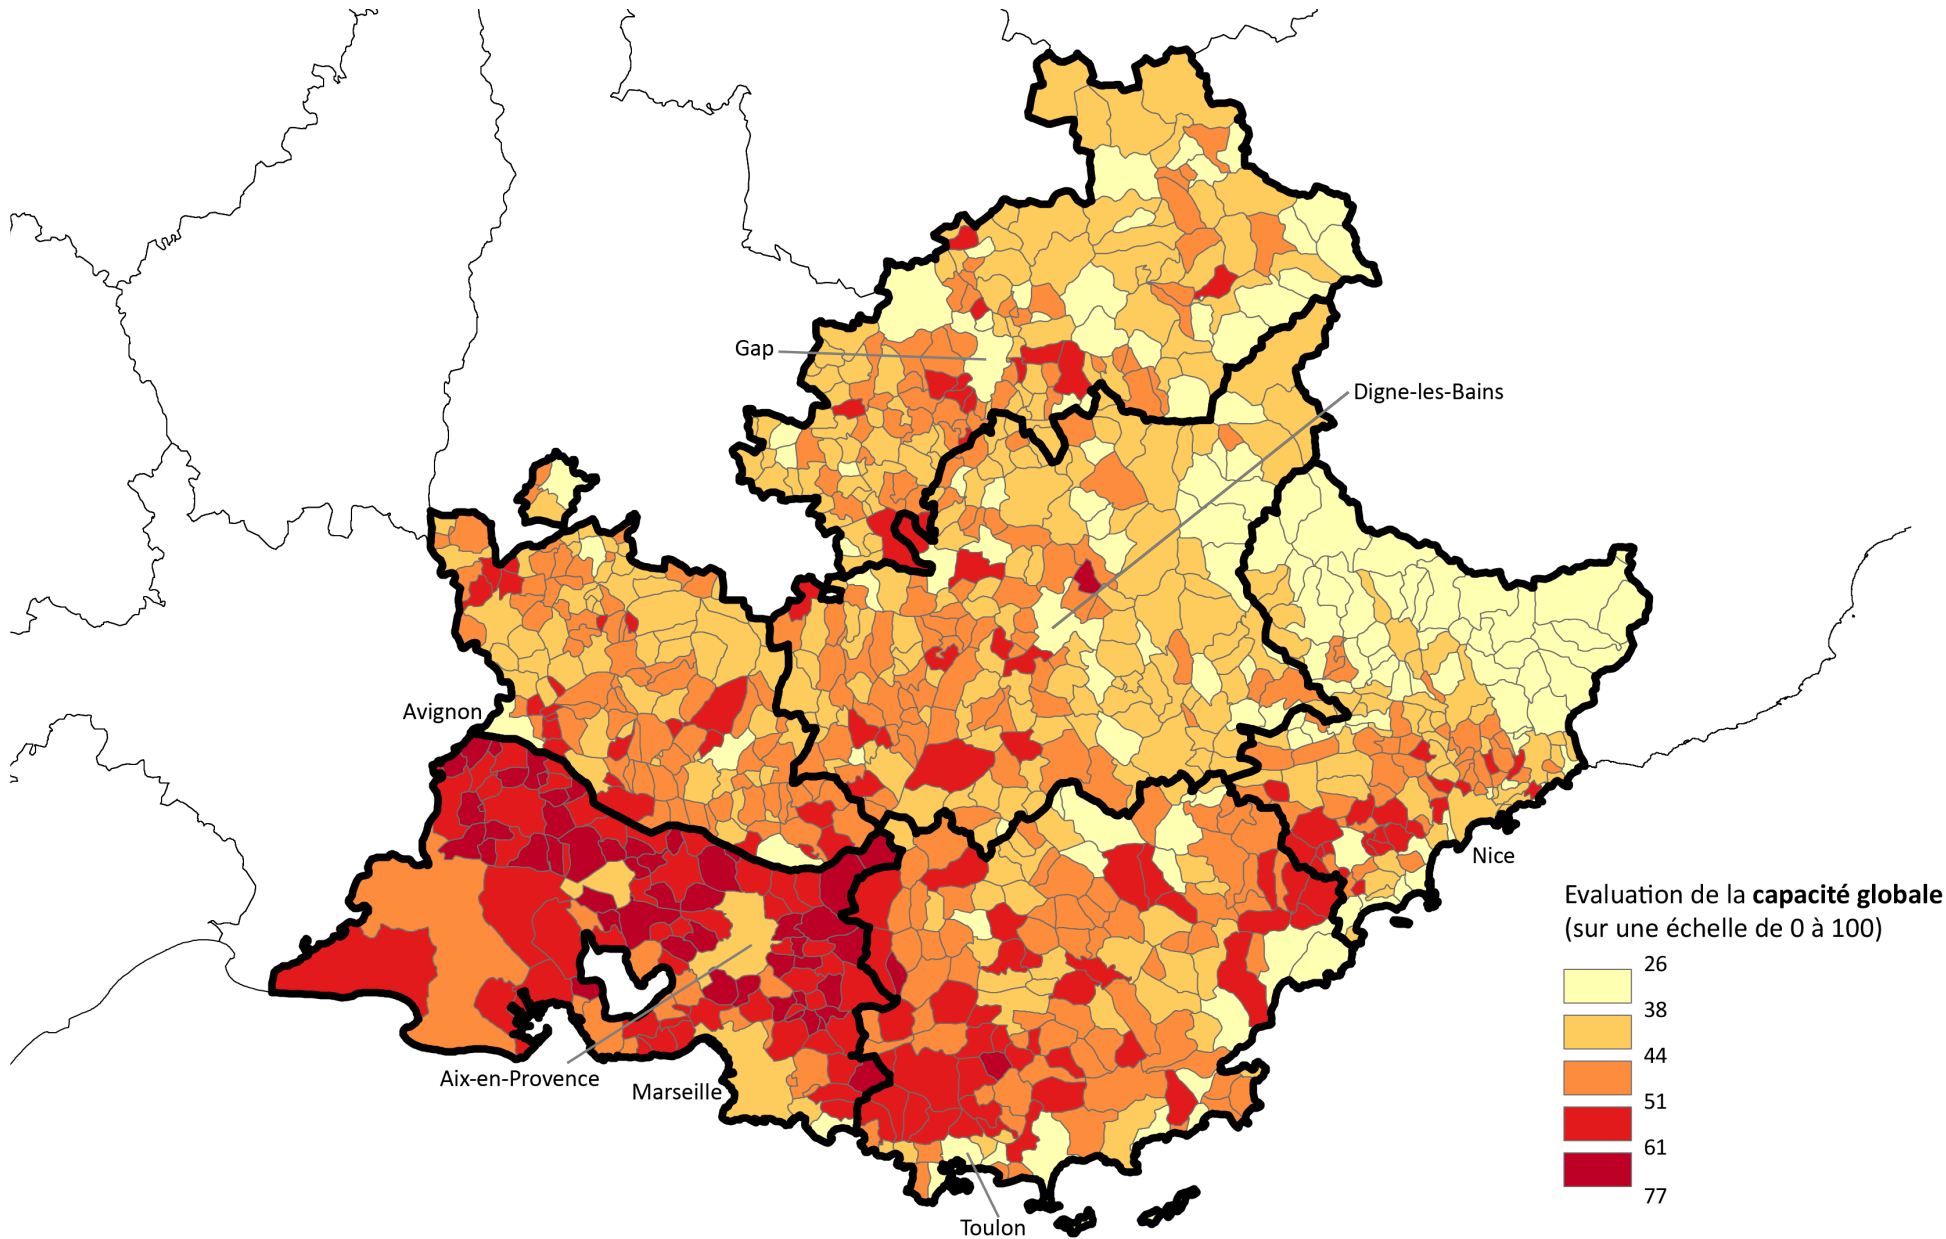 Gap
Digne-les-Bains
Avignon
Nice
Aix-en-Provence
Marseille
Toulon
Evaluation de la capacité globale
(sur une échelle de 0 à 100)
26
38
44
51
61
77